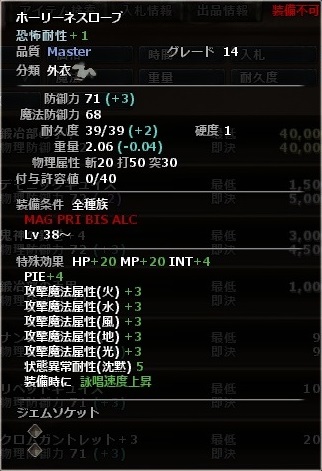 装備不可
ホーリーネスローブ
恐怖耐性+1
品質 Master グレード 14
分類 外衣
防御力 71 (+3)
魔法防御力 68
耐久度 39/39 (+2) 硬度 1
重量 2.06 (-0.04)
物理属性 斬20 打50 突30
付与許容値 0/40
装備条件 全種族
MAG PRI BIS ALC
Lv 38～
特殊効果 HP+20 MP+20 INT+4
PIE+4
攻撃魔法属性(火) +3
攻撃魔法属性(水) +3
攻撃魔法属性(風) +3
攻撃魔法属性(地) +3
攻撃魔法属性(光) +3
状態異常耐性(沈黙) 5
装備時に 詠唱速度上昇
ジェムソケット